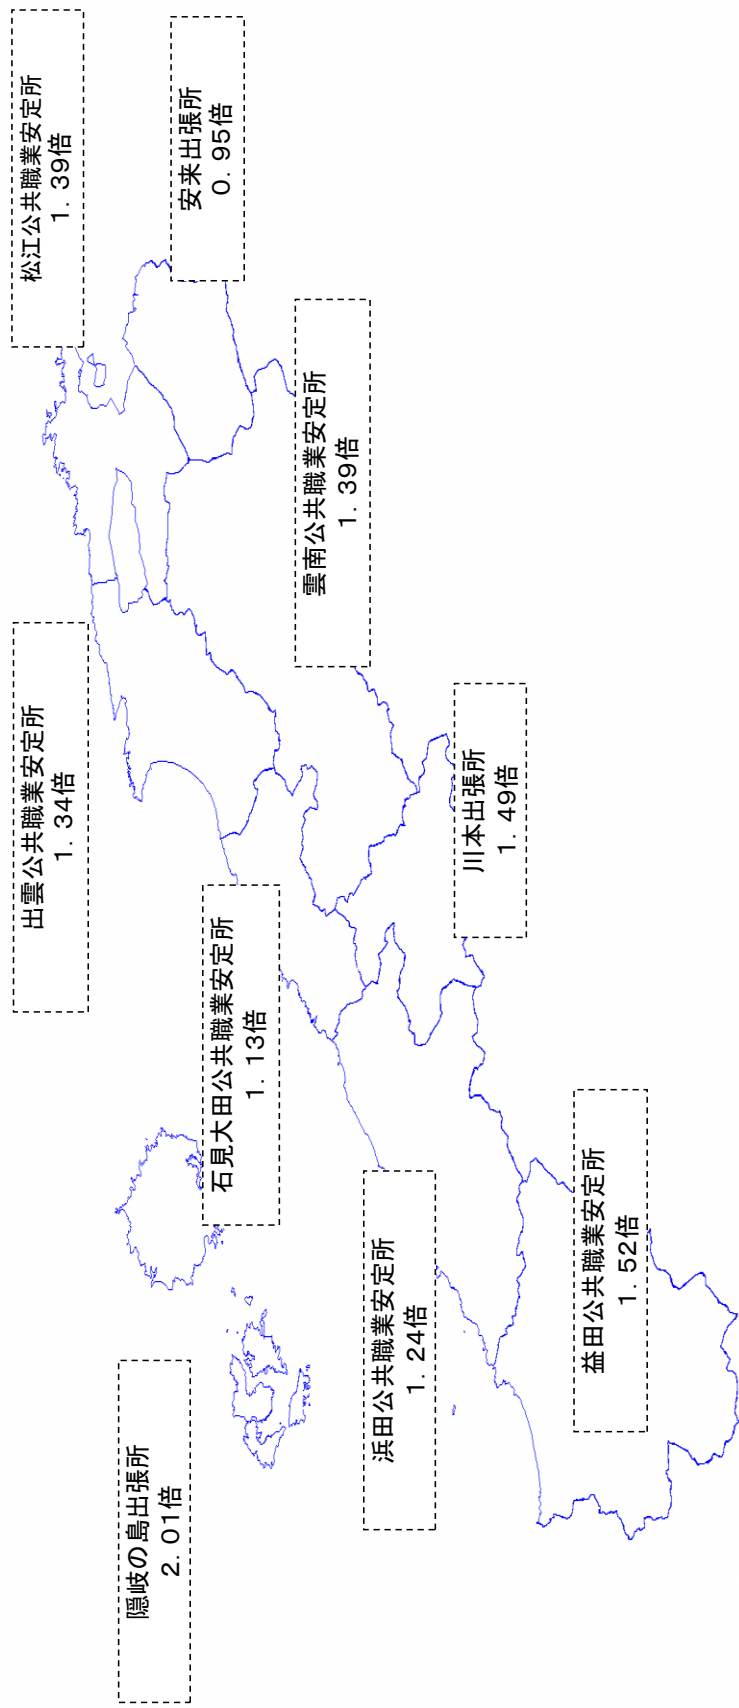 隠岐の島出張所
2．01倍
出雲公共職業安定所
1．34倍
松江公共職業安定所
1．39倍
安来出張所
0．95倍
石見大田公共職業安定所
1．13倍
雲南公共職業安定所
1．39倍
浜田公共職業安定所
1．24倍
川本出張所
1．49倍
益田公共職業安定所
1．52倍